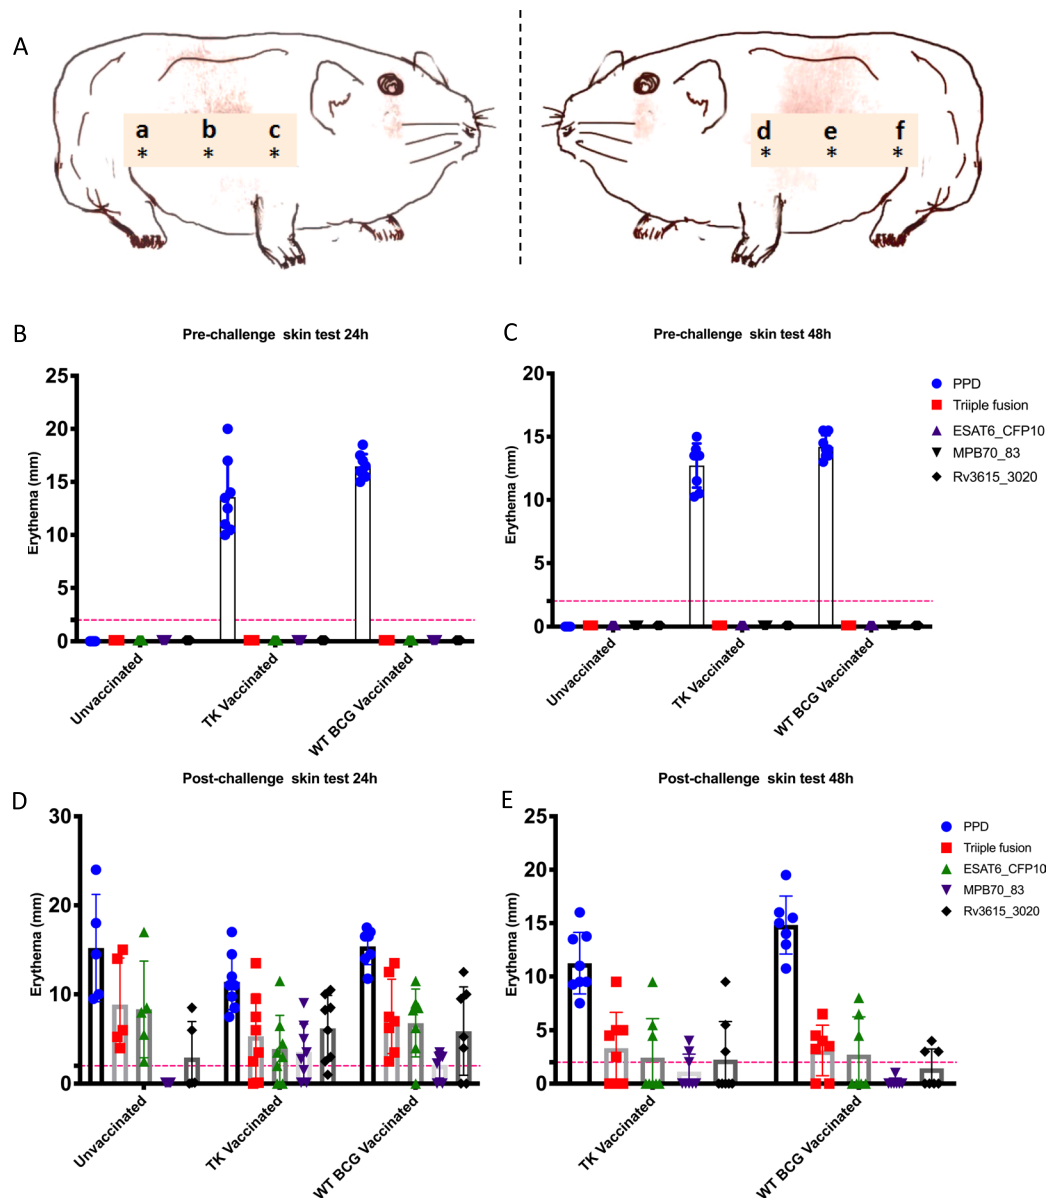 A
a b c
* * *
d e f
* * *
B
Pre-challenge skin test 24h
Erythema (mm)
25
20
15
10
5
0
Unvaccinated
TK Vaccinated
WT BCG Vaccinated
C
Pre-challenge skin test 48h
Erythema (mm)
20
15
10
5
0
Unvaccinated
TK Vaccinated
WT BCG Vaccinated
PPD
Triiple fusion
ESAT6_CFP10
MPB70_83
Rv3615_3020
D
Post-challenge skin test 24h
Erythema (mm)
30
20
10
0
Unvaccinated
TK Vaccinated
WT BCG Vaccinated
E
Post-challenge skin test 48h
Erythema (mm)
25
20
15
10
5
0
TK Vaccinated
WT BCG Vaccinated
PPD
Triiple fusion
ESAT6_CFP10
MPB70_83
Rv3615_3020